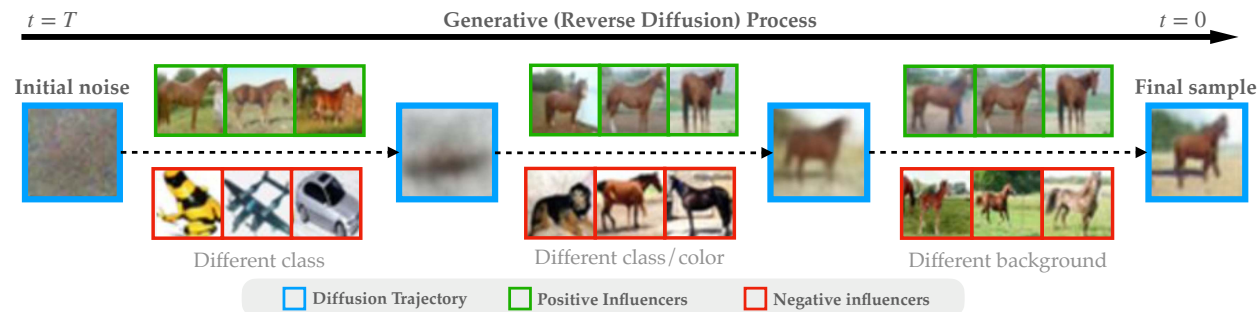 t = T
Generative (Reverse Diffusion) Process
t = 0
Initial noise
Final sample
Different class
Different class/color
Different background
Diffusion Trajectory
Positive Influencers
Negative influencers